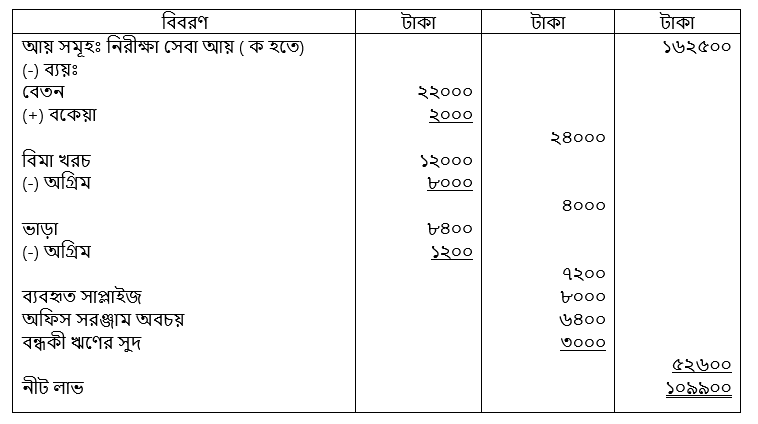 বিবরণ টাকা টাকা টাকা
আয় সমূহঃ নিরীক্ষা সেবা আয় ( ক হতে) ১৬২৫০০
(-) ব্যয়ঃ
বেতন ২২০০০
(+) বকেয়া ২০০০
২৪০০০
বিমা খরচ ১২০০০
(-) অগ্রিম ৮০০০
৪০০০
ভাড়া ৮৪০০
(-) অগ্রিম ১২০০
৭২০০
ব্যবহৃত সাপ্লাইজ ৮০০০
অফিস সরঞ্জাম অবচয় ৬৪০০
বন্ধকী ঋণের সুদ ৩০০০
৫২৬০০
নীট লাভ ১০৯৯০০